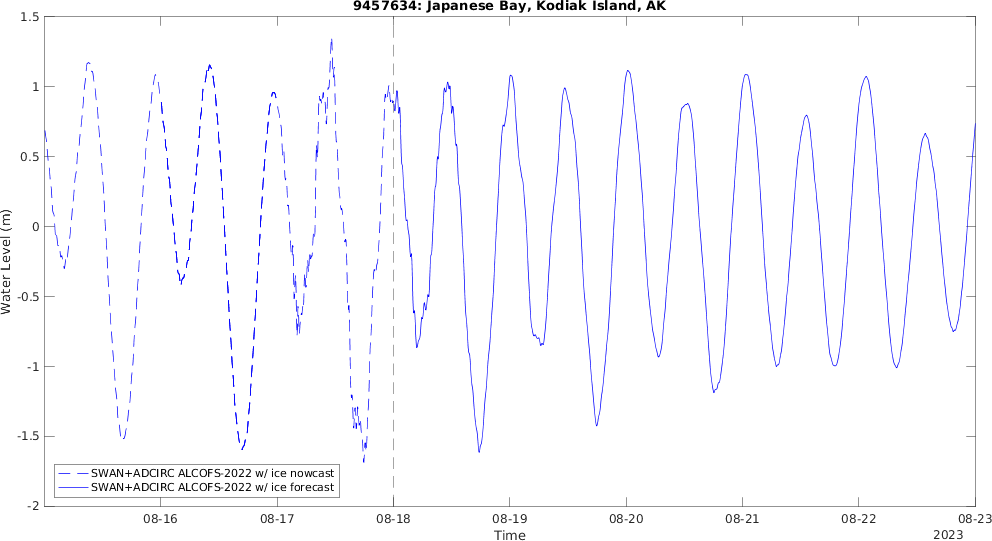 9457634: Japanese Bay, Kodiak Island, AK
1.5
1
0.5
0
-0.5
-1
-1.5
-2
Water Level (m)
SWAN+ADCIRC ALCOFS-2022 w/ ice nowcast
SWAN+ADCIRC ALCOFS-2022 w/ ice forecast
08-16 08-17 08-18 08-19 08-20 08-21 08-22 08-23
Time
2023